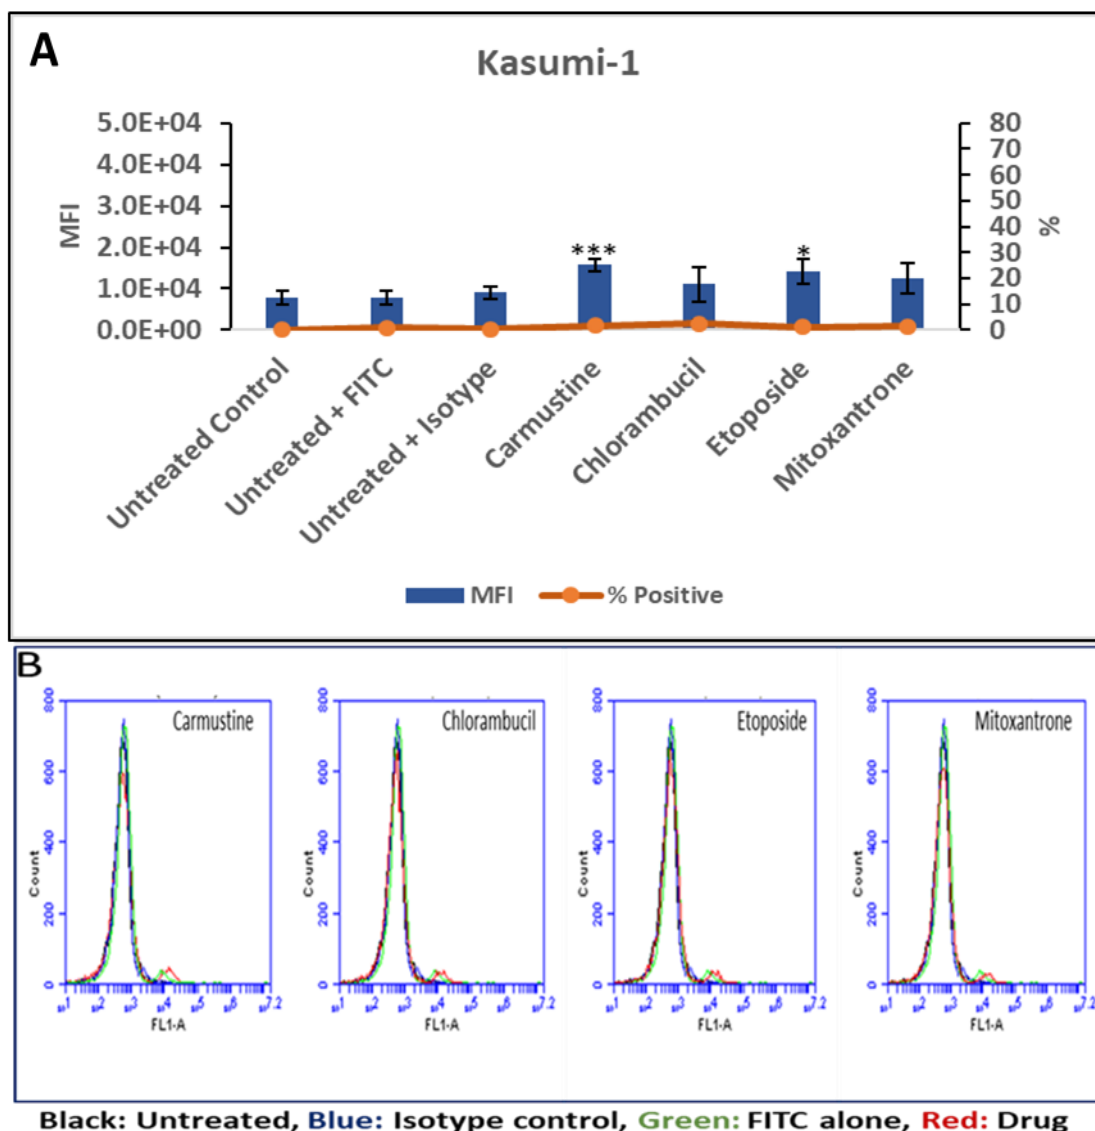 A
Kasumi-1
MFI
5.0E+04
4.0E+04
3.0E+04
2.0E+04
1.0E+04
0.0E+00
***
*
80
70
60
50
40
30
20
10
0
%
Untreated Control
Untreated + FITC
Untreated + Isotype
Carmustine
Chlorambucil
Etoposide
Mitoxantrone
MFI
% Positive
B
Carmustine
800
600
400
200
0
Count
FL1-A
Chlorambucil
800
600
400
200
0
Count
FL1-A
Etoposide
800
600
400
200
0
Count
FL1-A
Mitoxantrone
800
600
400
200
0
Count
FL1-A
Black: Untreated, Blue: Isotype control, Green: FITC alone, Red: Drug